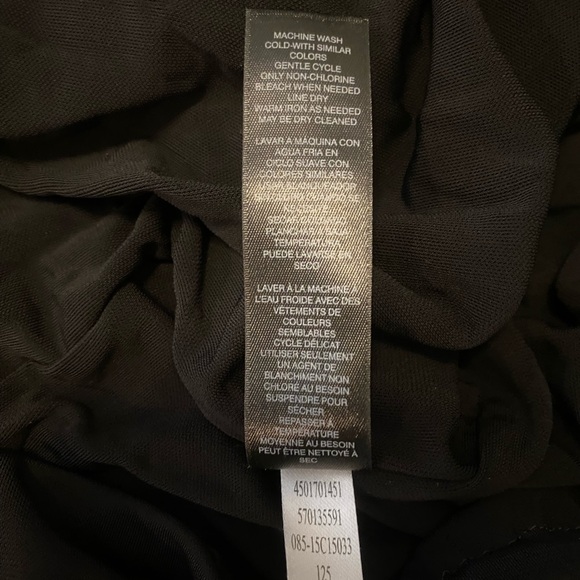 MACHINE WASH
COLD-WITH SIMILAR
COLORS
GENTLE CYCLE
ONLY NON-CHLORINE
BLEACH WHEN NEEDED
LINE DRY
WARM IRON AS NEEDED
MAY BE DRY CLEANED
LAVAR A MAQUINA CON
AGUA FRIA EN
CICLO SUAVE CON
COLORES SIMILARES
BLANQUEADOR
TEMPERATURA
PUEDE LAVARSE EN
SECO
LAVER À LA MACHINE À
L'EAU FROIDE AVEC DES
VÊTEMENTS DE
COULEURS
SEMBLABLES
CYCLE DÉLICAT
UTILISER SEULEMENT
UN AGENT DE
BLANCHIMENT NON
CHLORÉ AU BESOIN
SUSPENDRE POUR
SÉCHER
REPASSER À
TEMPÉRATURE
MOYENNE AU BESOIN
PEUT ÊTRE NETTOYÉ À
SEC
4501701451
570135591
085-15C15033
125